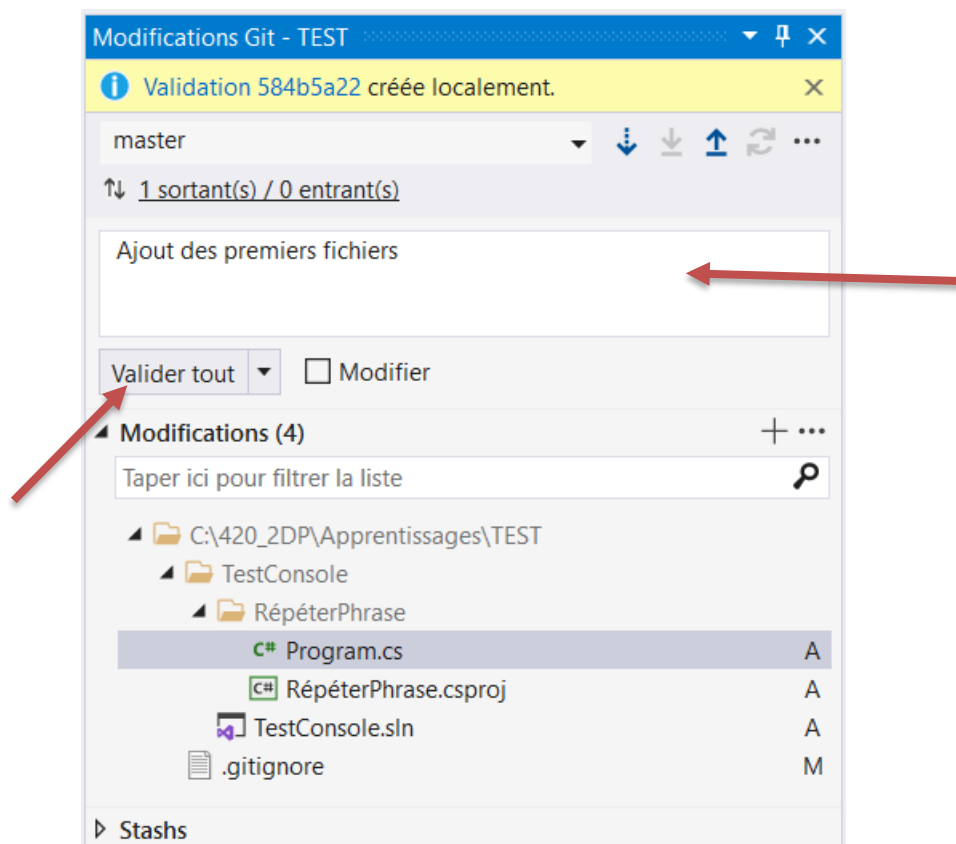 Modifications Git - TEST
Validation 584b5a22 créée localement.
master
1 sortant(s) / 0 entrant(s)
Ajout des premiers fichiers
Valider tout Modifier
Modifications (4)
Taper ici pour filtrer la liste
C:\420_2DP\Apprentissages\TEST
TestConsole
RépéterPhrase
C# Program.cs A
C# RépéterPhrase.csproj A
TestConsole.sln A
.gitignore M
Stashs